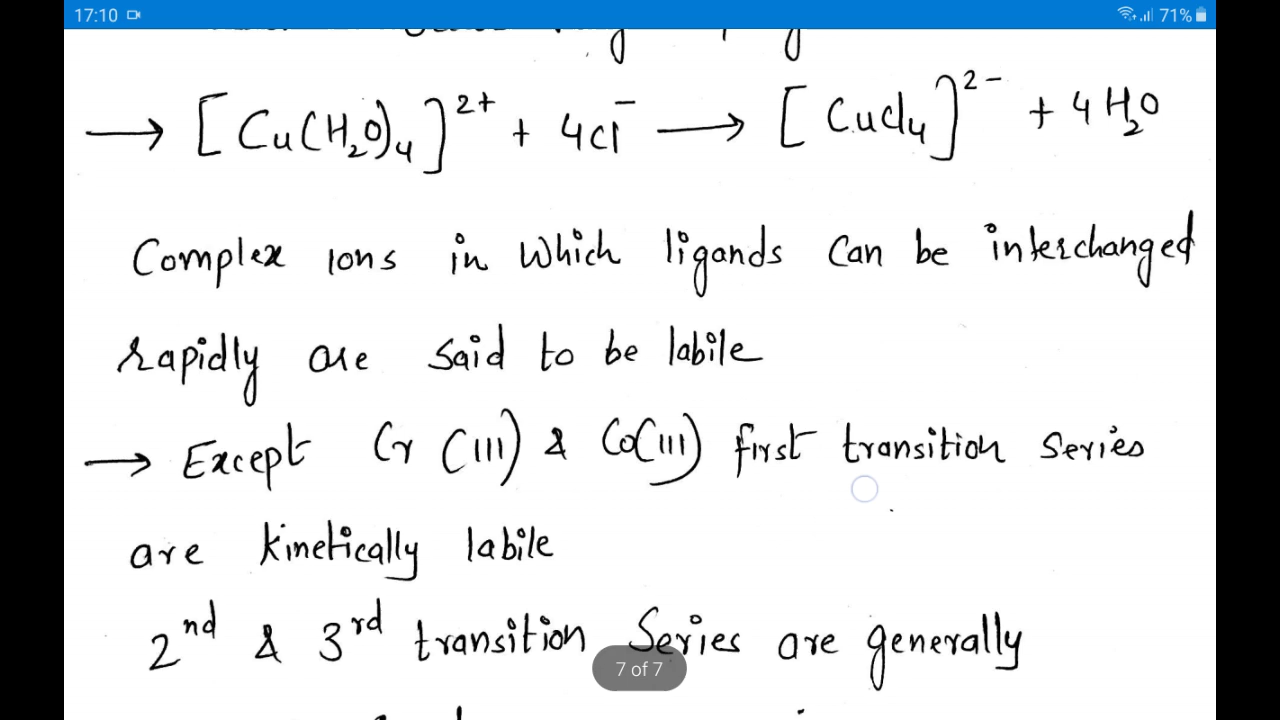 17:10 71%
→ [Cu(H₂O)₄]²⁺ + 4Cl⁻ → [CuCl₄]²⁻ + 4H₂O
Complex ions in which ligands can be interchanged
rapidly are said to be labile
→ Except Cr (III) & Co(III) first transition series
are kinetically labile
2nd & 3rd transition Series are generally
7 of 7